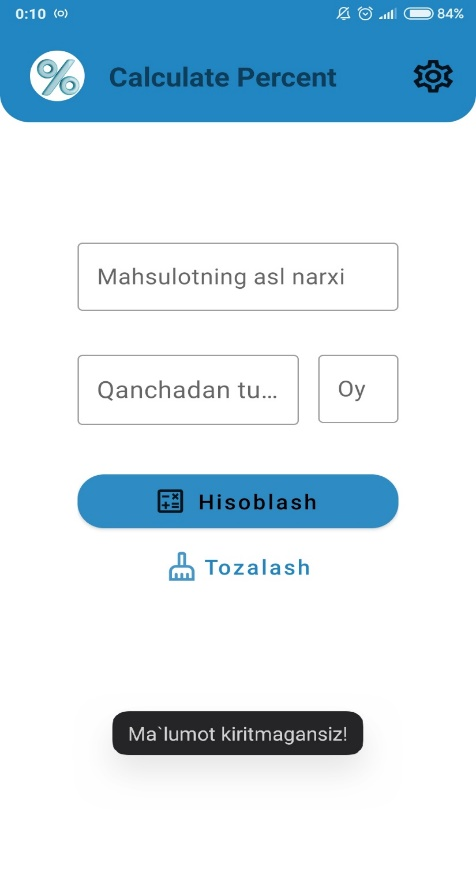 0:10 84%
Calculate Percent
Mahsulotning asl narxi
Qanchadan tu... Oy
Hisoblash
Tozalash
Ma`lumot kiritmagansiz!